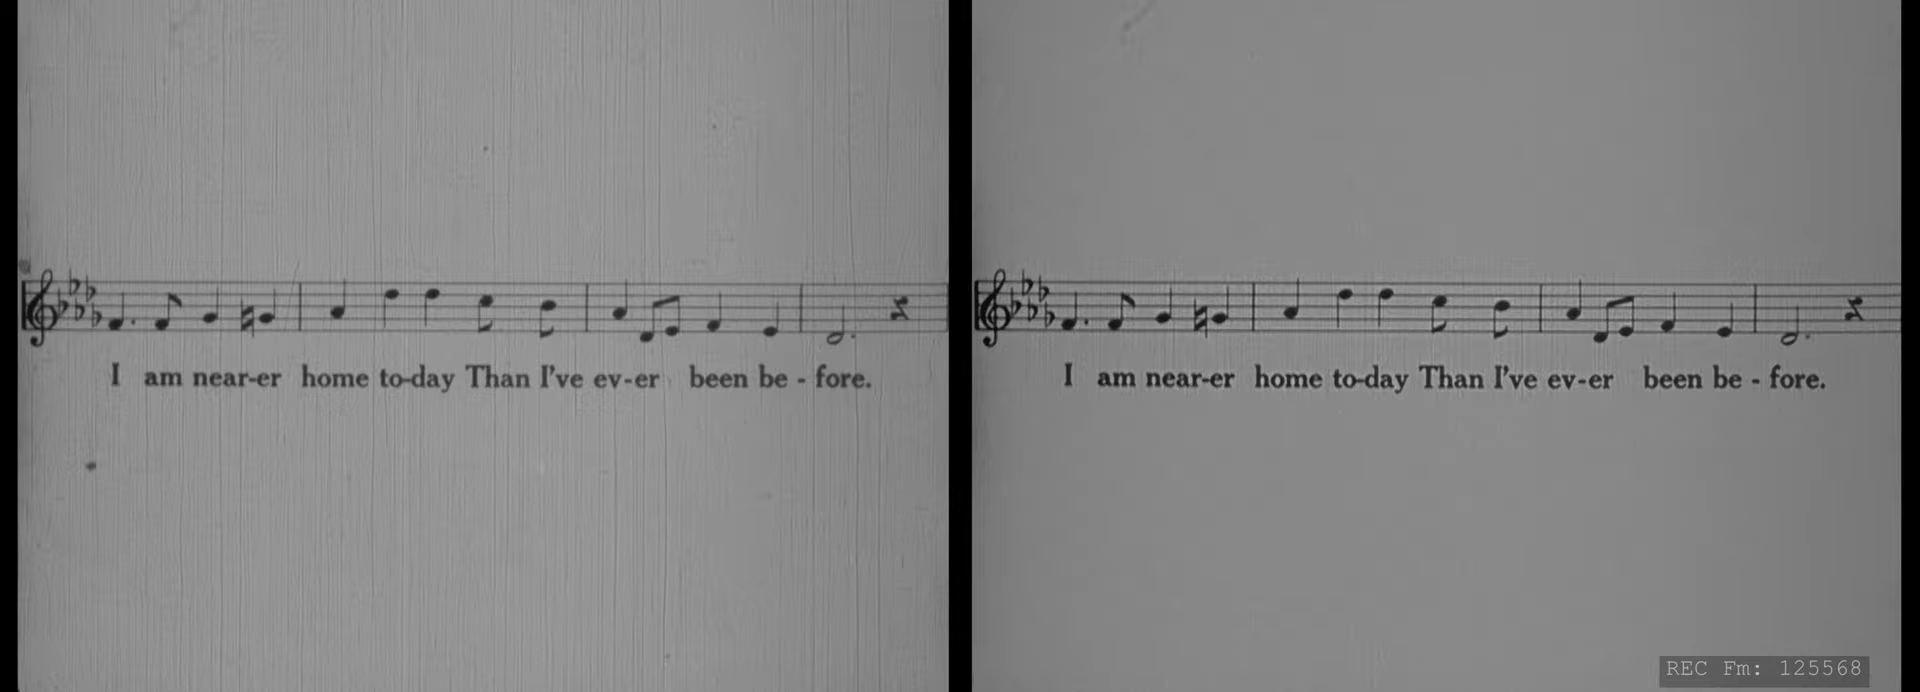 I am near-er home to-day Than I've ev-er been be - fore.
I am near-er home to-day Than I've ev-er been be - fore.
REC Fm: 125568